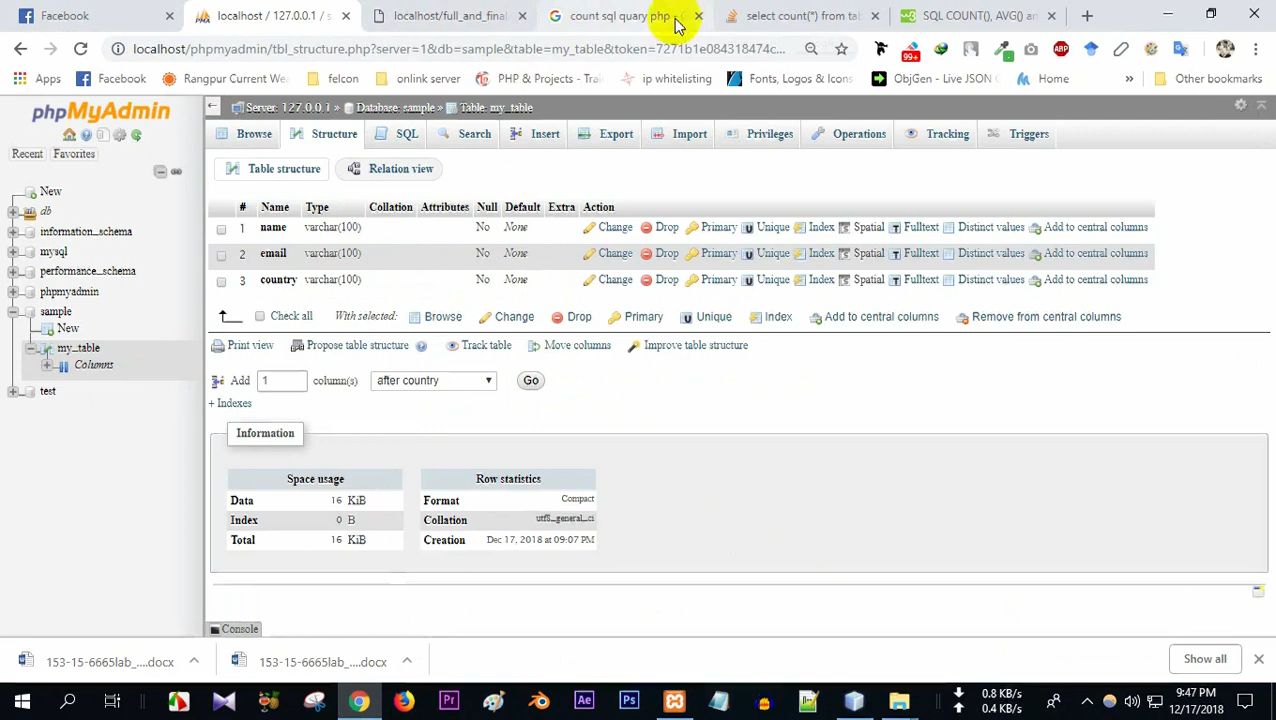 Facebook
localhost / 127.0.0.1 / s
localhost/full_and_final
count sql quary php -
select count(*) from tab
SQL COUNT(), AVG() an
localhost/phpmyadmin/tbl_structure.php?server=1&db=sample&table=my_table&token=7271b1e084318474c...
99+
ABP
Apps
Facebook
Rangpur Current Wea
felcon
onlink server
PHP & Projects - Trai
ip whitelisting
Fonts, Logos & Icons
ObjGen - Live JSON C
Home
»
Other bookmarks
phpMyAdmin
Server: 127.0.0.1 » Database: sample » Table: my_table
Browse
Structure
SQL
Search
Insert
Export
Import
Privileges
Operations
Tracking
Triggers
Recent
Favorites
Table structure
Relation view
New
db
information_schema
mysql
performance_schema
phpmyadmin
sample
New
my_table
Columns
test
# Name Type Collation Attributes Null Default Extra Action
1 name varchar(100) No None Change Drop Primary Unique Index Spatial Fulltext Distinct values Add to central columns
2 email varchar(100) No None Change Drop Primary Unique Index Spatial Fulltext Distinct values Add to central columns
3 country varchar(100) No None Change Drop Primary Unique Index Spatial Fulltext Distinct values Add to central columns
Check all With selected: Browse Change Drop Primary Unique Index Add to central columns Remove from central columns
Print view Propose table structure Track table Move columns Improve table structure
Add 1 column(s) after country Go
+ Indexes
Information
Space usage
Data 16 KiB
Index 0 B
Total 16 KiB
Row statistics
Format Compact
Collation utf8_general_ci
Creation Dec 17, 2018 at 09:07 PM
Console
153-15-6665lab_....docx
153-15-6665lab_....docx
Show all
Pr
Ae
Ps
0.8 KB/s
0.4 KB/s
9:47 PM
12/17/2018